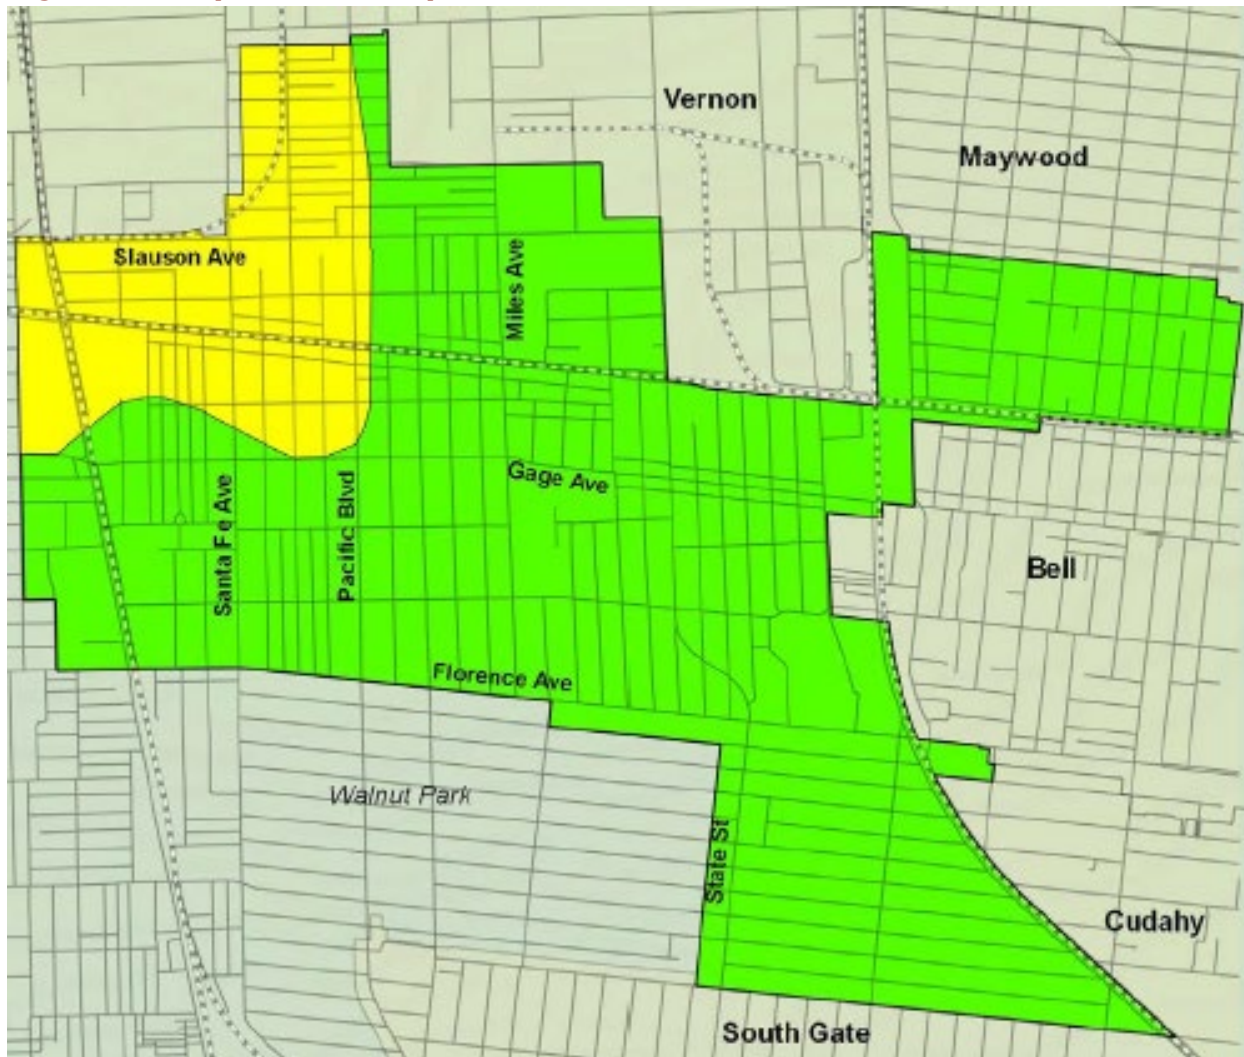 Vernon
Maywood
Slauson Ave
Miles Ave
Gage Ave
Santa Fe Ave
Pacific Blvd
Bell
Florence Ave
Walnut Park
State St
Cudahy
South Gate